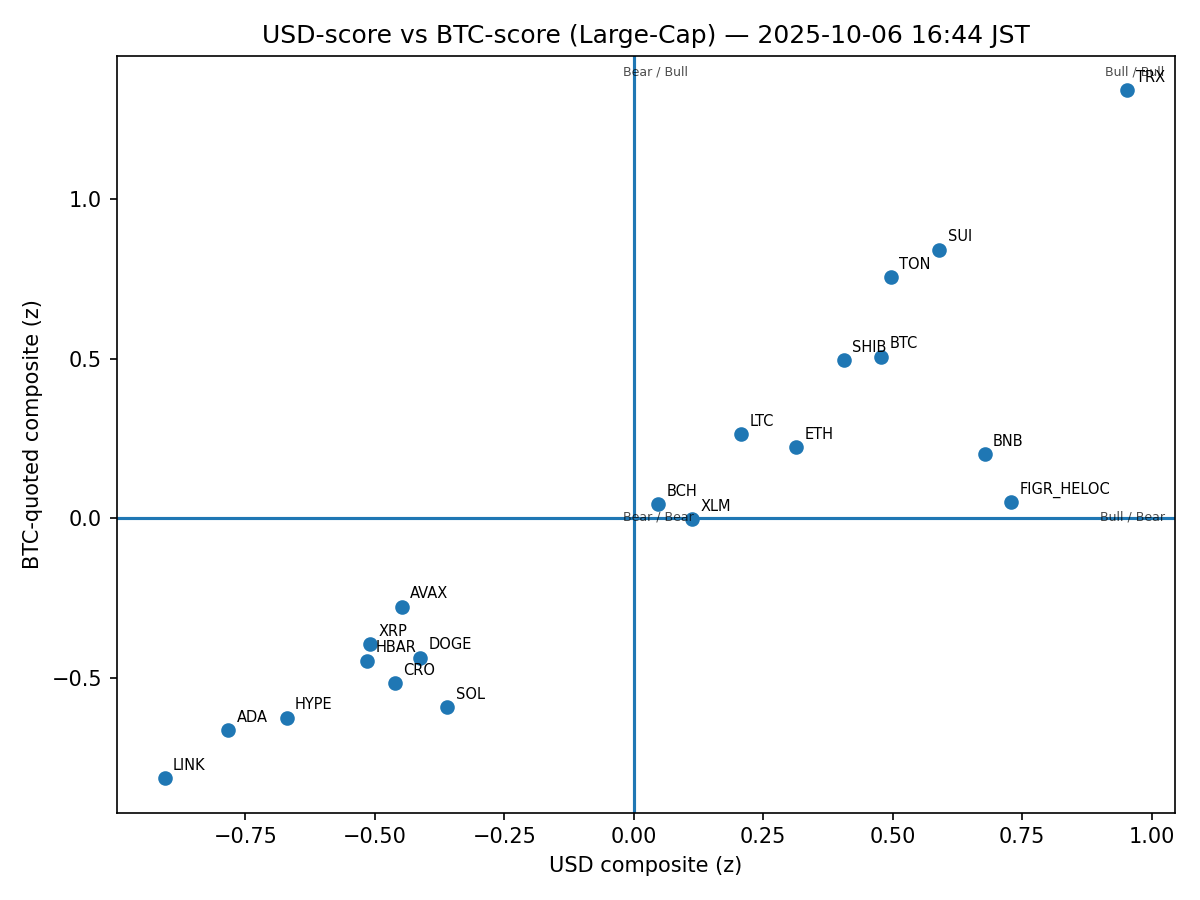 USD-score vs BTC-score (Large-Cap) — 2025-10-06 16:44 JST
Bear / Bull
Bull / Bull
TRX
1.0
SUI
TON
0.5
SHIB
BTC
LTC
ETH
BNB
BCH
FIGR_HELOC
XLM
0.0
Bear / Bear
Bull / Bear
AVAX
XRP
HBAR
DOGE
CRO
−0.5
SOL
HYPE
ADA
LINK
BTC-quoted composite (z)
−0.75
−0.50
−0.25
0.00
0.25
0.50
0.75
1.00
USD composite (z)